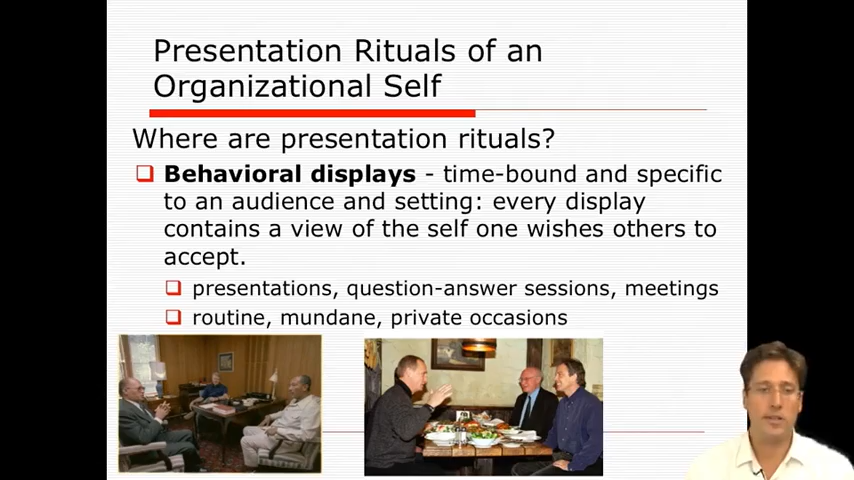 Presentation Rituals of an
Organizational Self
Where are presentation rituals?
Behavioral displays - time-bound and specific
to an audience and setting: every display
contains a view of the self one wishes others to
accept.
presentations, question-answer sessions, meetings
routine, mundane, private occasions